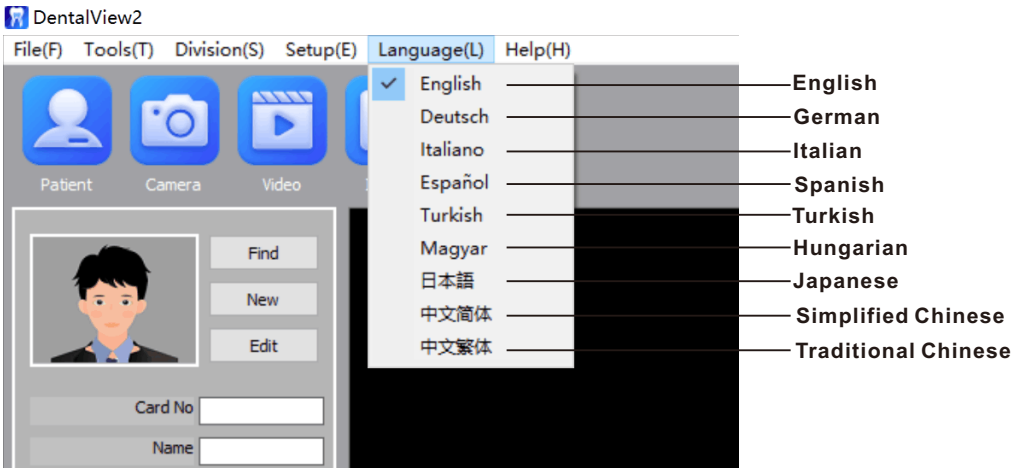 DentalView2
File(F) Tools(T) Division(S) Setup(E) Language(L) Help(H)
Patient Camera Video
English
Deutsch
Italiano
Español
Turkish
Magyar
日本語
中文简体
中文繁体
English
German
Italian
Spanish
Turkish
Hungarian
Japanese
Simplified Chinese
Traditional Chinese
Find
New
Edit
Card No
Name